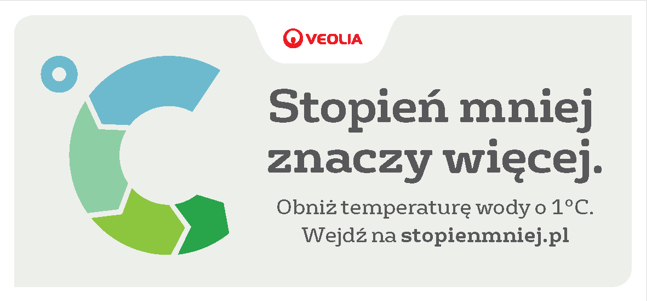 VEOLIA
Stopień mniej
znaczy więcej.
Obniż temperaturę wody o 1°C.
Wejdź na stopienmniej.pl